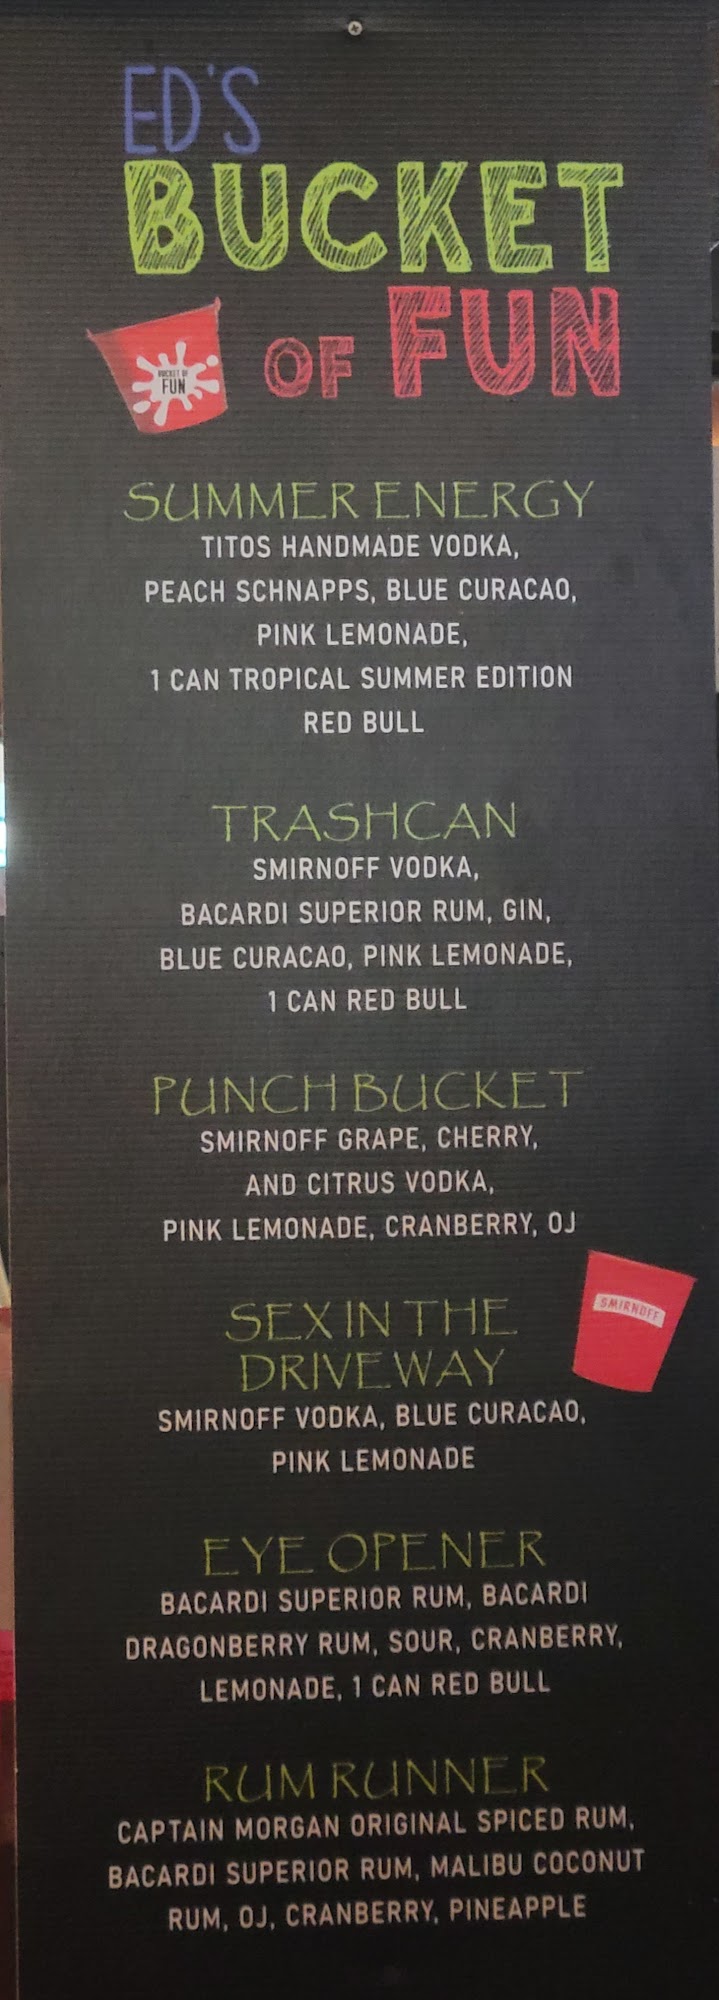 ED'S
BUCKET
OF FUN
BUCKET OF
FUN
SUMMER ENERGY
TITOS HANDMADE VODKA,
PEACH SCHNAPPS, BLUE CURACAO,
PINK LEMONADE,
1 CAN TROPICAL SUMMER EDITION
RED BULL
TRASHCAN
SMIRNOFF VODKA,
BACARDI SUPERIOR RUM, GIN,
BLUE CURACAO, PINK LEMONADE,
1 CAN RED BULL
PUNCH BUCKET
SMIRNOFF GRAPE, CHERRY,
AND CITRUS VODKA,
PINK LEMONADE, CRANBERRY, OJ
SMIRNOFF
SEX IN THE
DRIVEWAY
SMIRNOFF VODKA, BLUE CURACAO,
PINK LEMONADE
EYE OPENER
BACARDI SUPERIOR RUM, BACARDI
DRAGONBERRY RUM, SOUR, CRANBERRY,
LEMONADE, 1 CAN RED BULL
RUM RUNNER
CAPTAIN MORGAN ORIGINAL SPICED RUM,
BACARDI SUPERIOR RUM, MALIBU COCONUT
RUM, OJ, CRANBERRY, PINEAPPLE